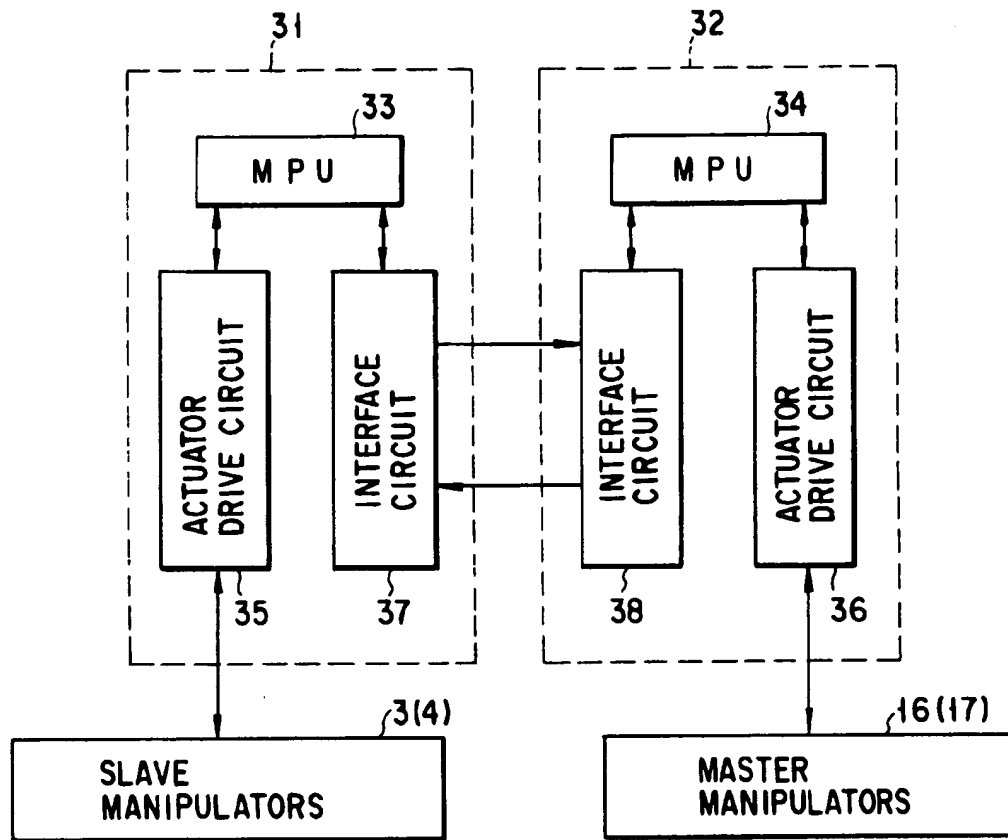 31
32
33
34
MPU
MPU
ACTUATOR
DRIVE CIRCUIT
INTERFACE
CIRCUIT
INTERFACE
CIRCUIT
ACTUATOR
DRIVE CIRCUIT
35
37
38
36
3(4)
16(17)
SLAVE
MANIPULATORS
MASTER
MANIPULATORS